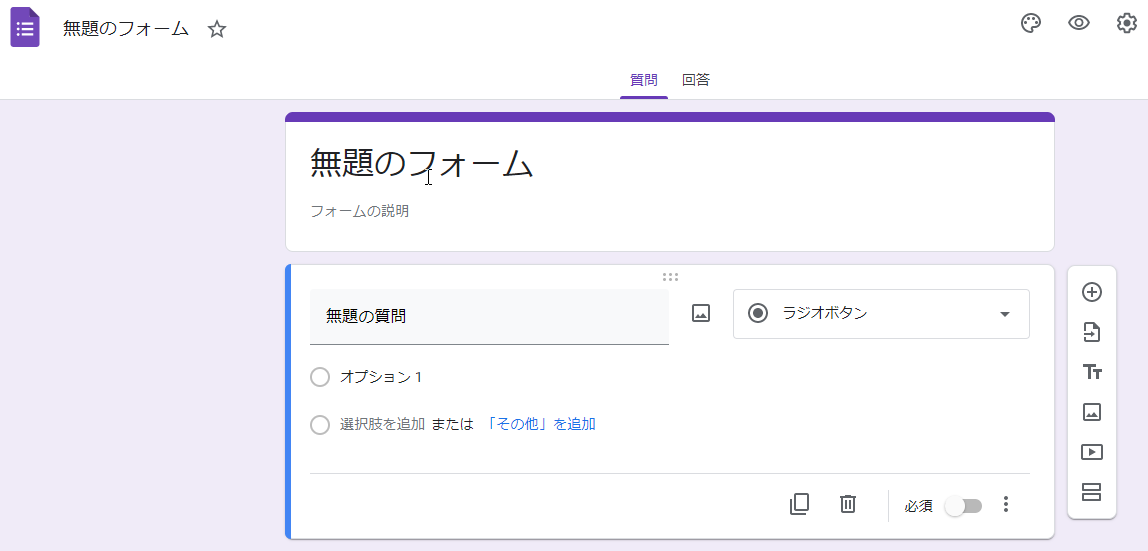 無題のフォーム
質問 回答
無題のフォーム
フォームの説明
無題の質問 ラジオボタン
オプション 1
選択肢を追加 または 「その他」を追加
Tт
必須